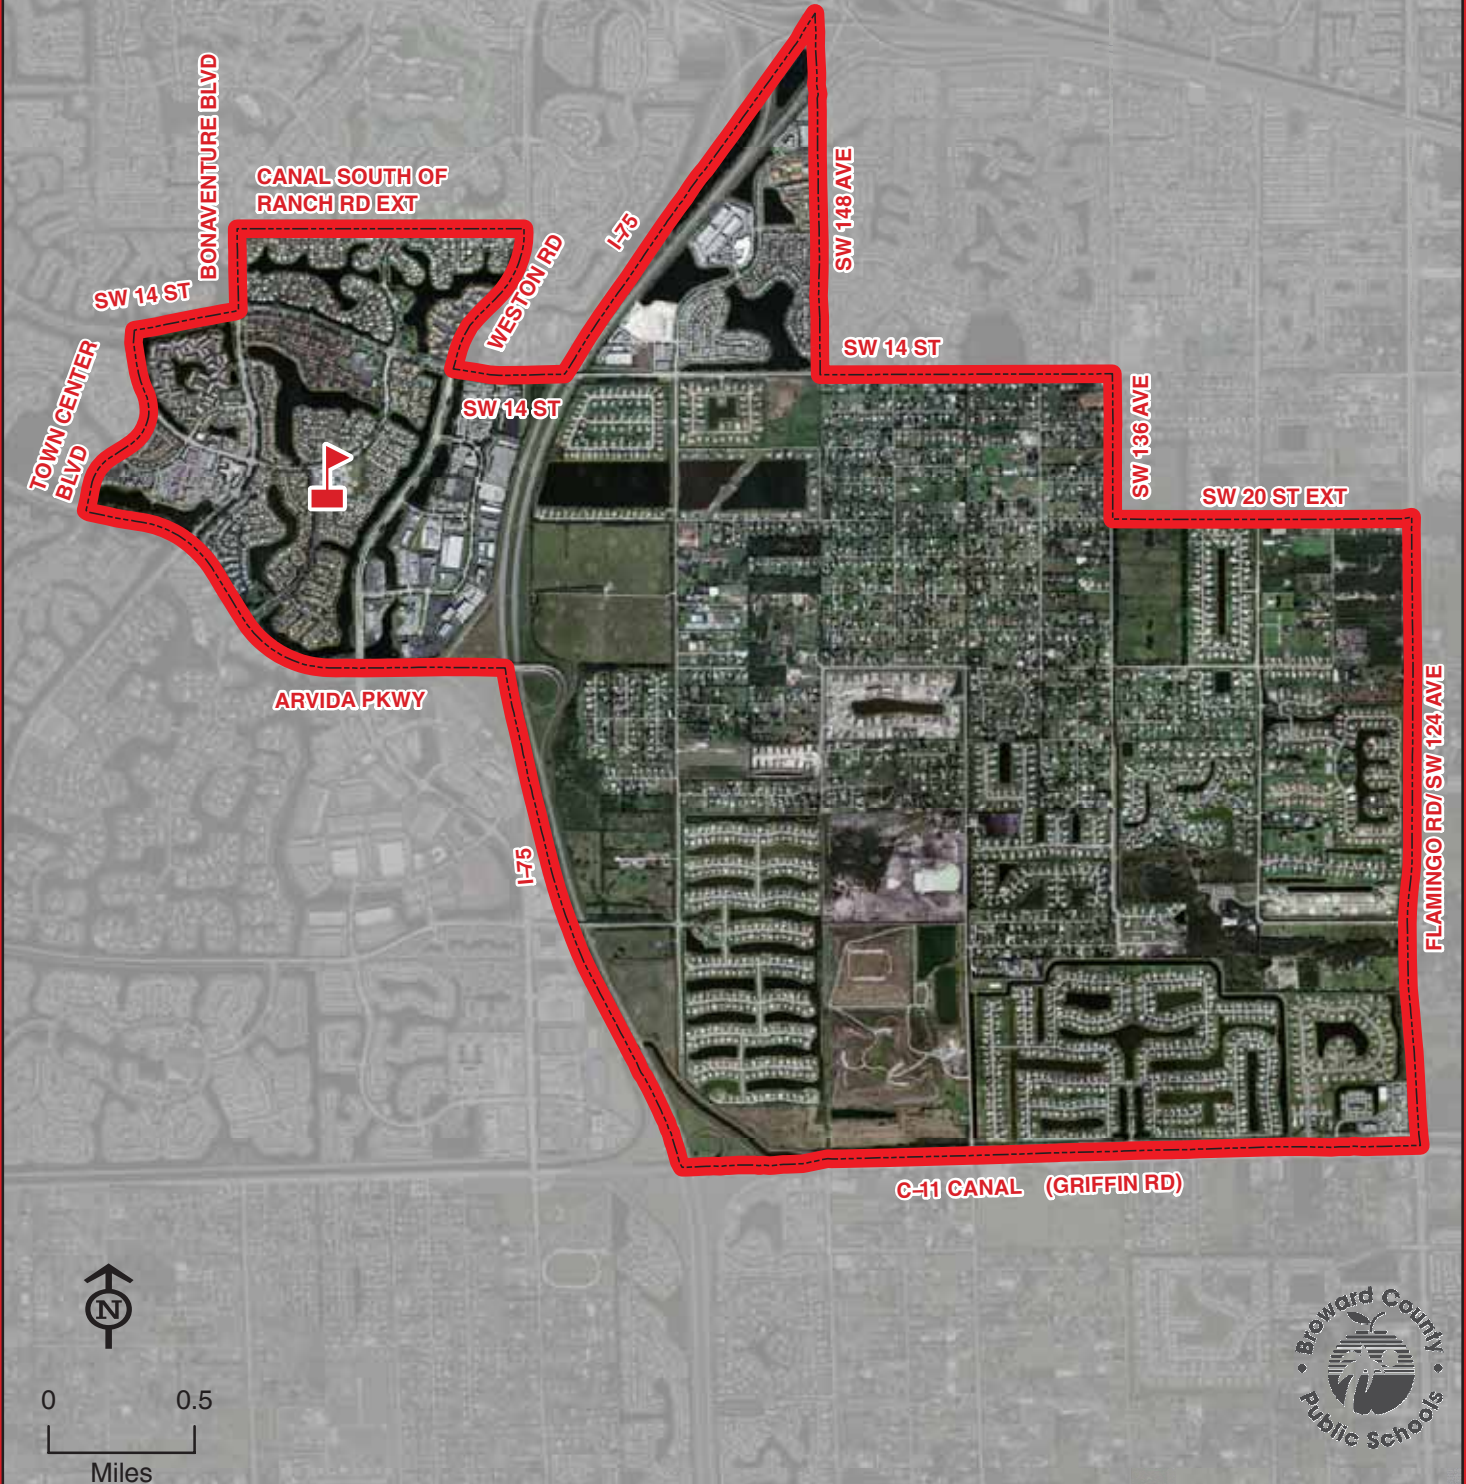 BONAVENTURE BLVD
CANAL SOUTH OF
RANCH RD EXT
SW 14 ST
TOWN CENTER
BLVD
WESTON RD
I-75
SW 148 AVE
SW 14 ST
SW 14 ST
SW 136 AVE
SW 20 ST EXT
ARVIDA PKWY
FLAMINGO RD/ SW 124 AVE
I-75
C-11 CANAL (GRIFFIN RD)
N
0 0.5
Miles
Broward County
Public Schools